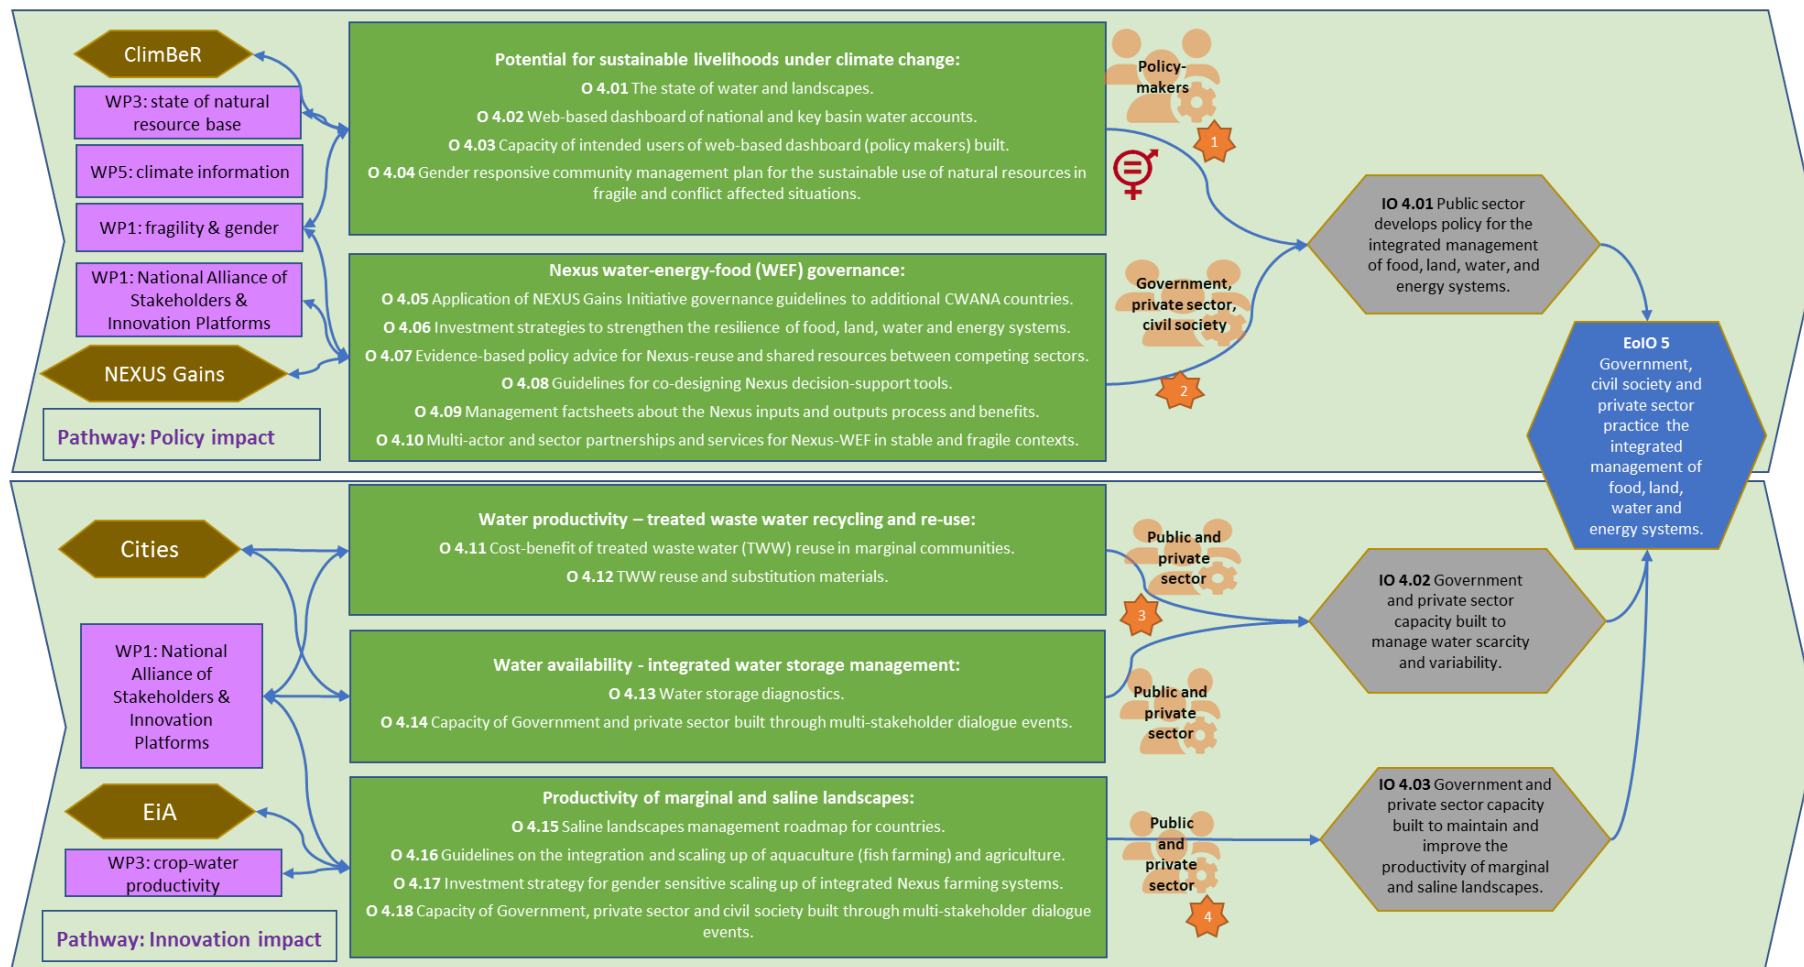 ClimBeR
WP3: state of natural
resource base
WP5: climate information
WP1: fragility & gender
WP1: National Alliance of
Stakeholders &
Innovation Platforms
NEXUS Gains
Pathway: Policy impact
Potential for sustainable livelihoods under climate change:
O 4.01 The state of water and landscapes.
O 4.02 Web-based dashboard of national and key basin water accounts.
O 4.03 Capacity of intended users of web-based dashboard (policy makers) built.
O 4.04 Gender responsive community management plan for the sustainable use of natural resources in
fragile and conflict affected situations.
Nexus water-energy-food (WEF) governance:
O 4.05 Application of NEXUS Gains Initiative governance guidelines to additional CWANA countries.
O 4.06 Investment strategies to strengthen the resilience of food, land, water and energy systems.
O 4.07 Evidence-based policy advice for Nexus-reuse and shared resources between competing sectors.
O 4.08 Guidelines for co-designing Nexus decision-support tools.
O 4.09 Management factsheets about the Nexus inputs and outputs process and benefits.
O 4.10 Multi-actor and sector partnerships and services for Nexus-WEF in stable and fragile contexts.
Policy-
makers
1
Government,
private sector,
civil society
2
IO 4.01 Public sector
develops policy for the
integrated management
of food, land, water, and
energy systems.
EoIO 5
Government,
civil society and
private sector
practice the
integrated
management of
food, land,
water and
energy systems.
Cities
WP1: National
Alliance of
Stakeholders &
Innovation
Platforms
EiA
WP3: crop-water
productivity
Pathway: Innovation impact
Water productivity – treated waste water recycling and re-use:
O 4.11 Cost-benefit of treated waste water (TWW) reuse in marginal communities.
O 4.12 TWW reuse and substitution materials.
Water availability - integrated water storage management:
O 4.13 Water storage diagnostics.
O 4.14 Capacity of Government and private sector built through multi-stakeholder dialogue events.
Productivity of marginal and saline landscapes:
O 4.15 Saline landscapes management roadmap for countries.
O 4.16 Guidelines on the integration and scaling up of aquaculture (fish farming) and agriculture.
O 4.17 Investment strategy for gender sensitive scaling up of integrated Nexus farming systems.
O 4.18 Capacity of Government, private sector and civil society built through multi-stakeholder dialogue
events.
Public and
private
sector
3
Public and
private
sector
Public
and
private
sector
4
IO 4.02 Government
and private sector
capacity built to
manage water scarcity
and variability.
IO 4.03 Government and
private sector capacity
built to maintain and
improve the
productivity of marginal
and saline landscapes.